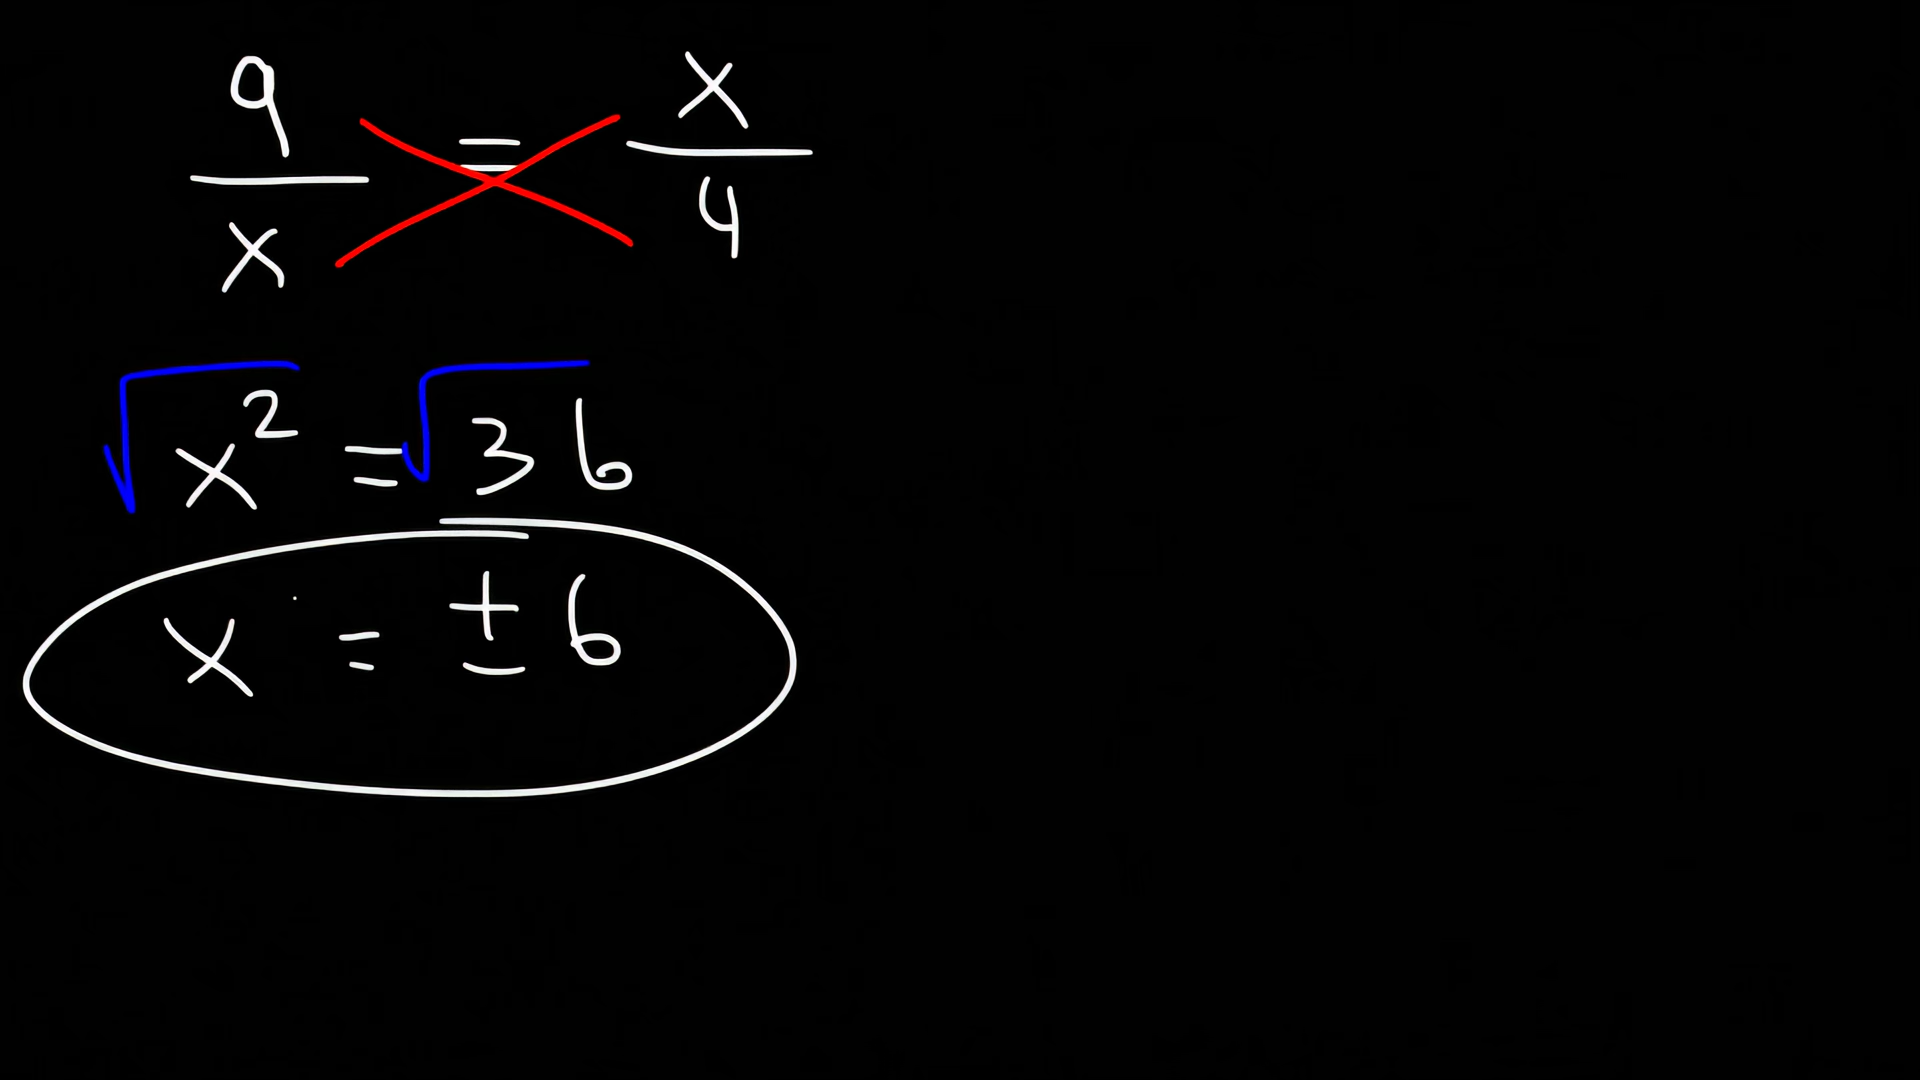 9/x = x/4
√x² = √36
x = ±6